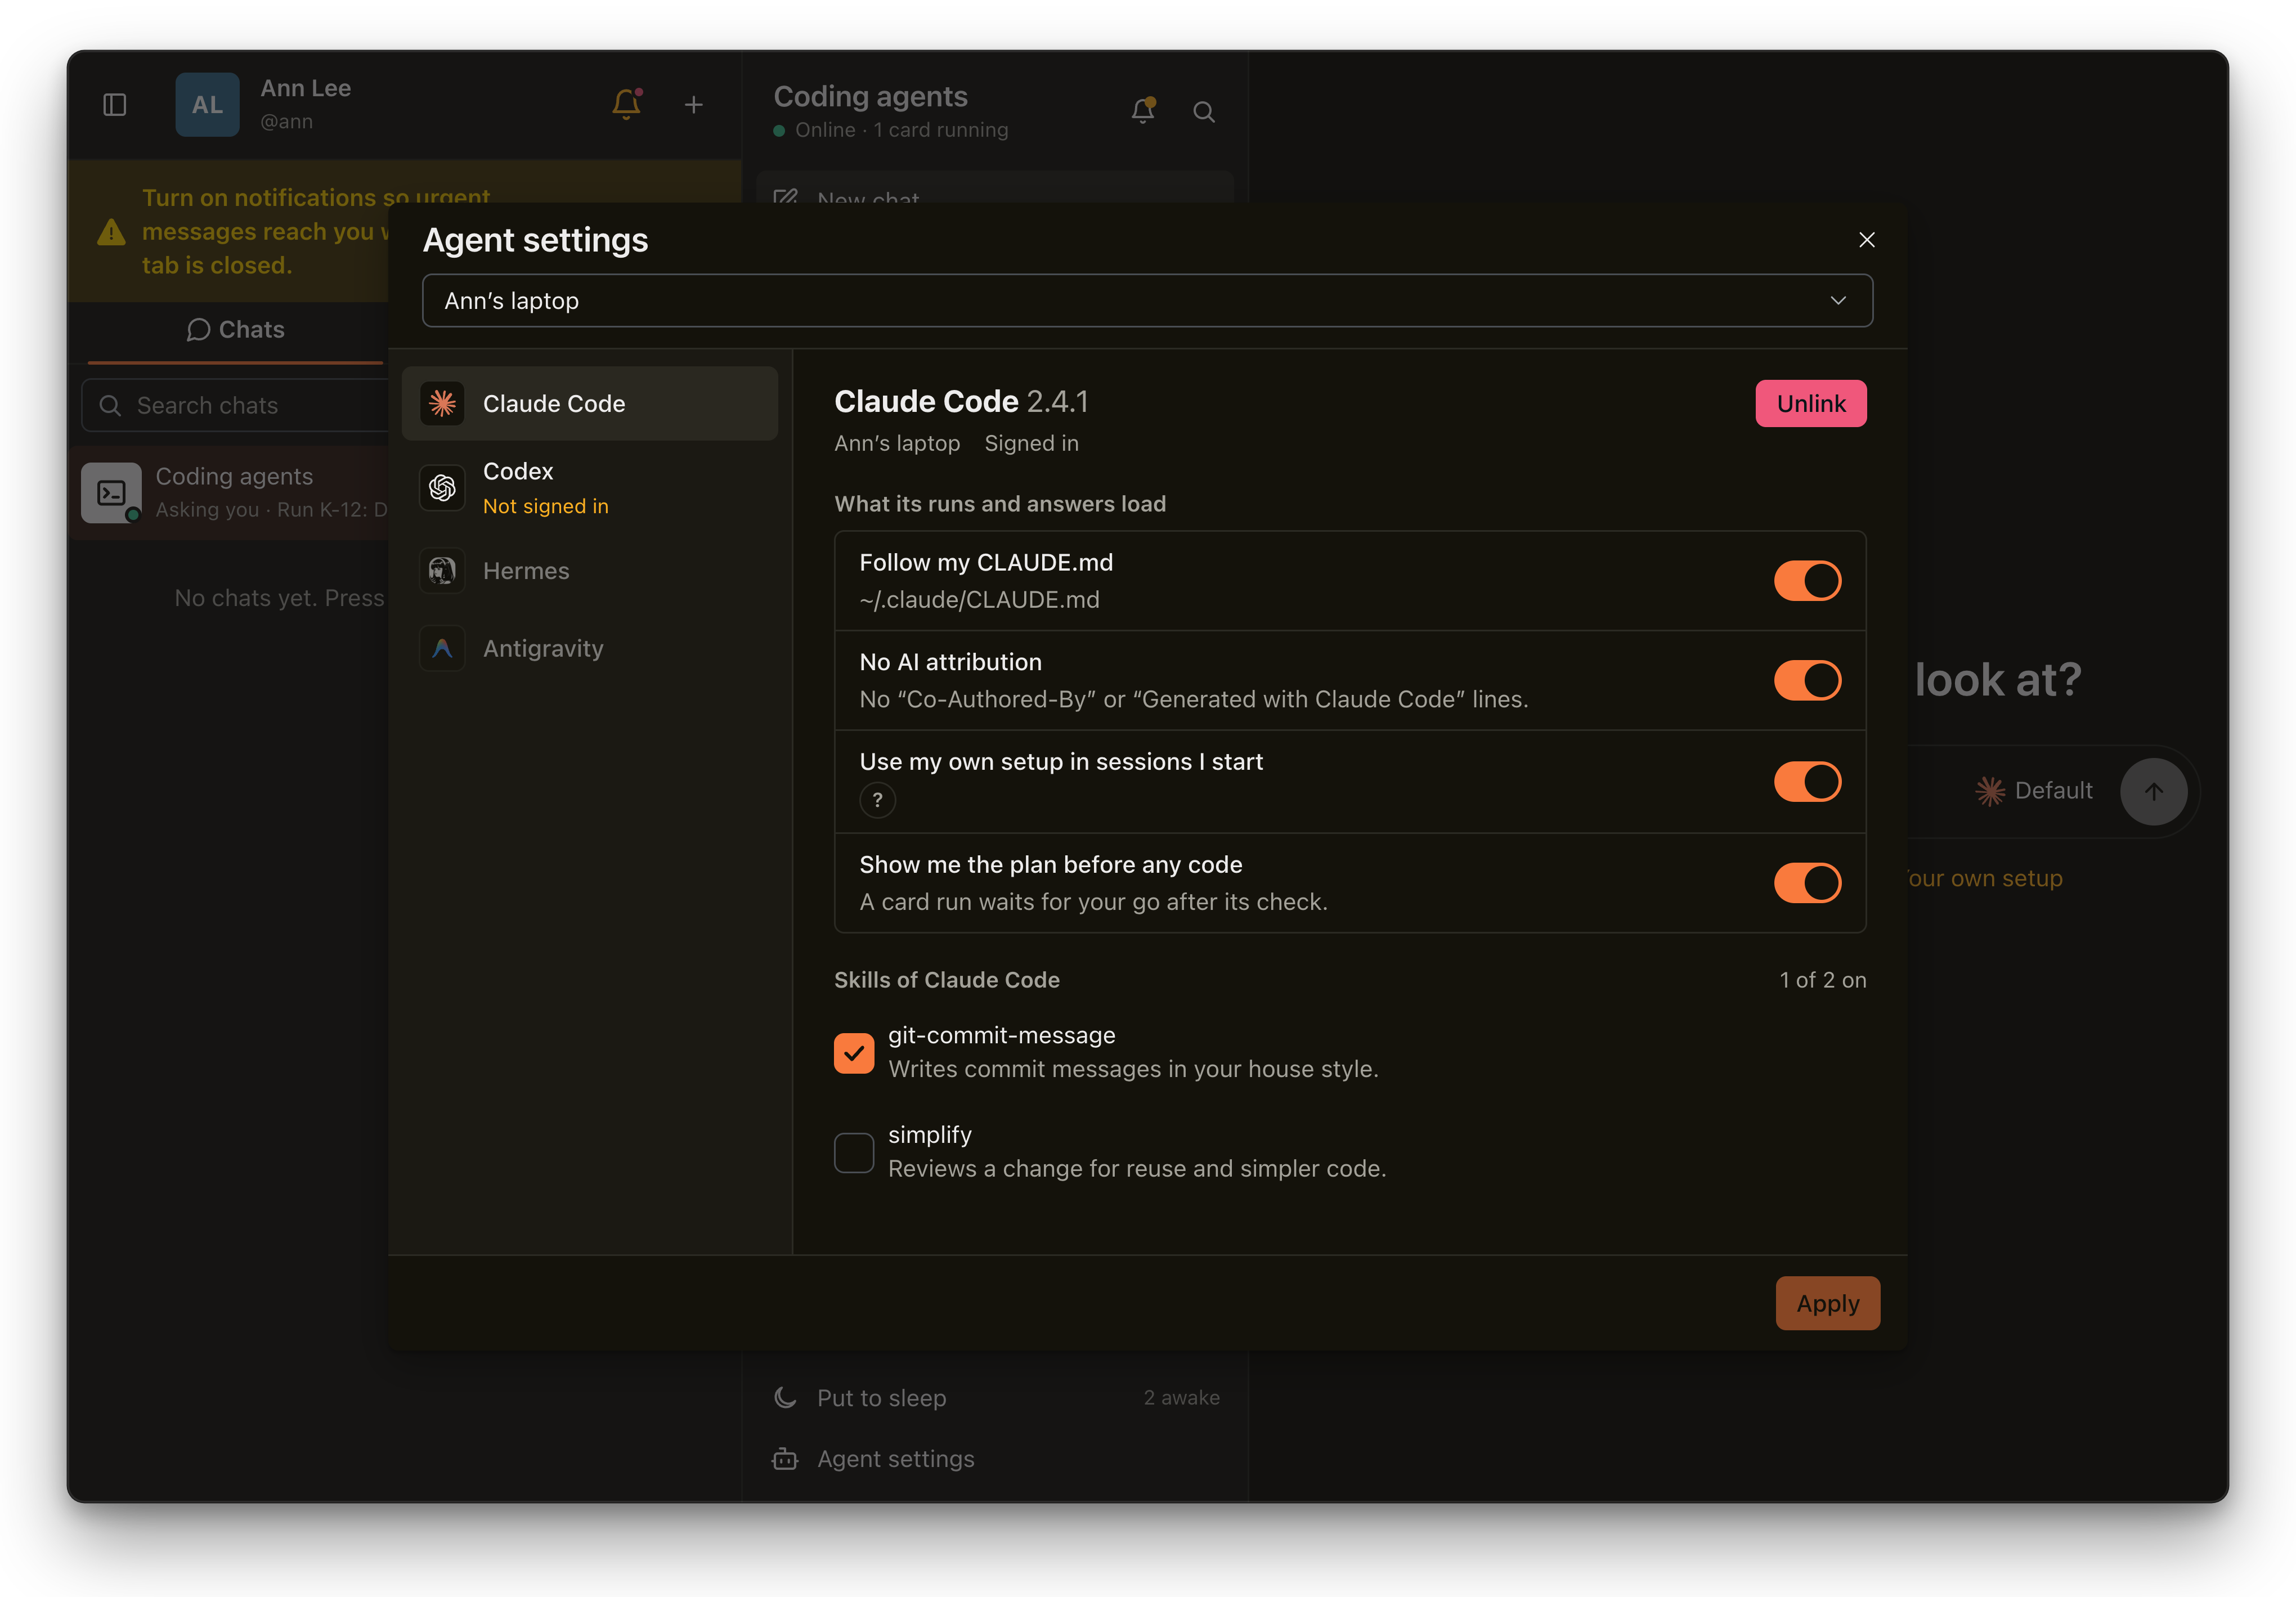 AL
Ann Lee
@ann
Coding agents
Online · 1 card running
Turn on notifications so urgent
messages reach you
tab is closed.
New chat
Chats
Search chats
Coding agents
Asking you · Run K-12: D
No chats yet. Press
Agent settings
Ann’s laptop
Claude Code
Codex
Not signed in
Hermes
Antigravity
Claude Code 2.4.1
Unlink
Ann’s laptop Signed in
What its runs and answers load
Follow my CLAUDE.md
~/.claude/CLAUDE.md
No AI attribution
No “Co-Authored-By” or “Generated with Claude Code” lines.
Use my own setup in sessions I start
?
Show me the plan before any code
A card run waits for your go after its check.
Skills of Claude Code
1 of 2 on
git-commit-message
Writes commit messages in your house style.
simplify
Reviews a change for reuse and simpler code.
Apply
look at?
Default
our own setup
Put to sleep
2 awake
Agent settings